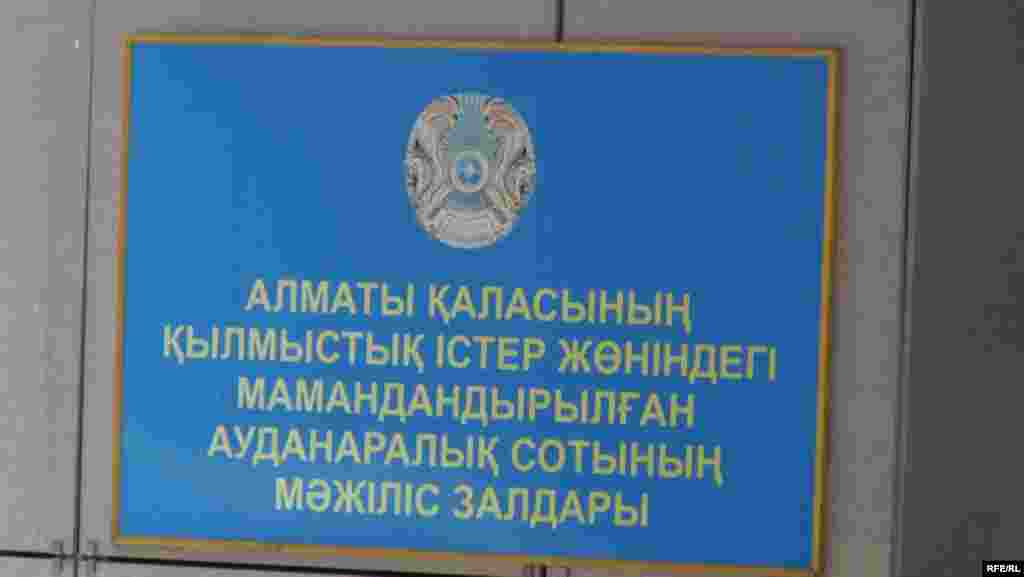 АЛМАТЫ ҚАЛАСЫНЫҢ
ҚЫЛМЫСТЫҚ ІСТЕР ЖӨНІНДЕГІ
МАМАНДАНДЫРЫЛҒАН
АУДАНАРАЛЫҚ СОТЫНЫҢ
МӘЖІЛІС ЗАЛДАРЫ
RFE/RL